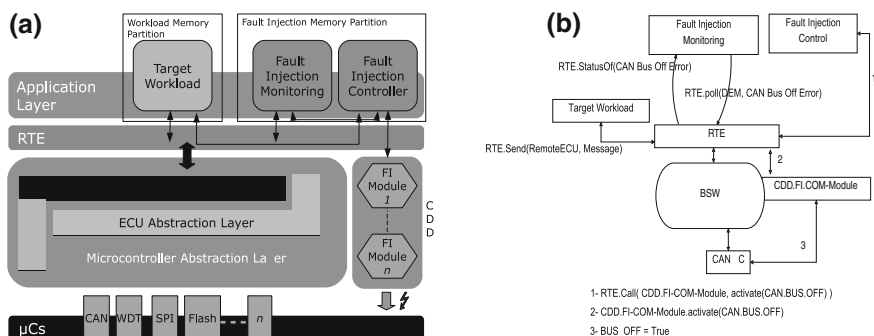 (a)
Workload Memory
Partition
Fault Injection Memory Partition
Target
Workload
Fault
Injection
Monitoring
Fault
Injection
Controller
Application
Layer
RTE
ECU Abstraction Layer
Microcontroller Abstraction La er
FI
Module
1
FI
Module
n
C
D
D
CAN
WDT
SPI
Flash
n
µCs
(b)
Fault Injection
Monitoring
Fault Injection
Control
RTE.StatusOf(CAN Bus Off Error)
1
RTE.poll(DEM, CAN Bus Off Error)
Target Workload
RTE
RTE.Send(RemoteECU, Message)
2
BSW
CDD.FI.COM-Module
3
CAN C
1- RTE.Call( CDD.FI-COM-Module, activate(CAN.BUS.OFF) )
2- CDD.FI-COM-Module.activate(CAN.BUS.OFF)
3- BUS OFF = True